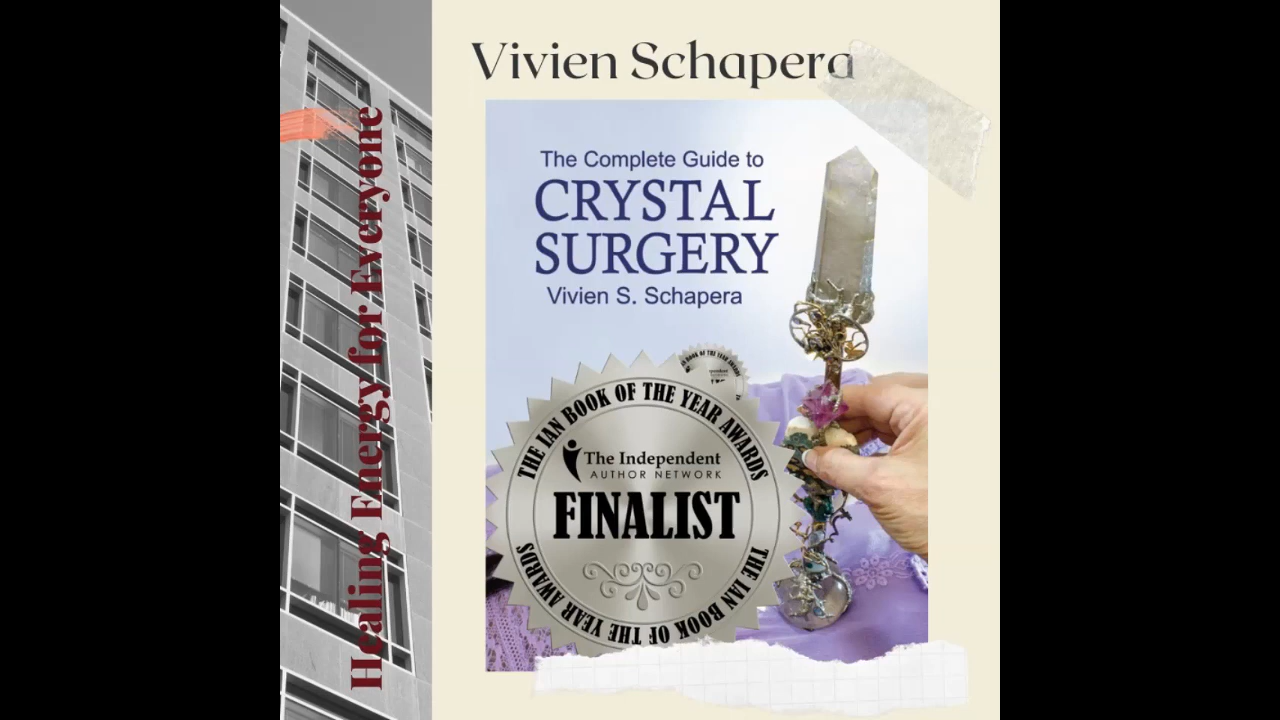 Vivien Schapera
Healing Energy for Everyone
The Complete Guide to
CRYSTAL
SURGERY
Vivien S. Schapera
THE IAN BOOK OF THE YEAR AWARDS
The Independent
AUTHOR NETWORK
FINALIST
THE IAN BOOK OF THE YEAR AWARDS